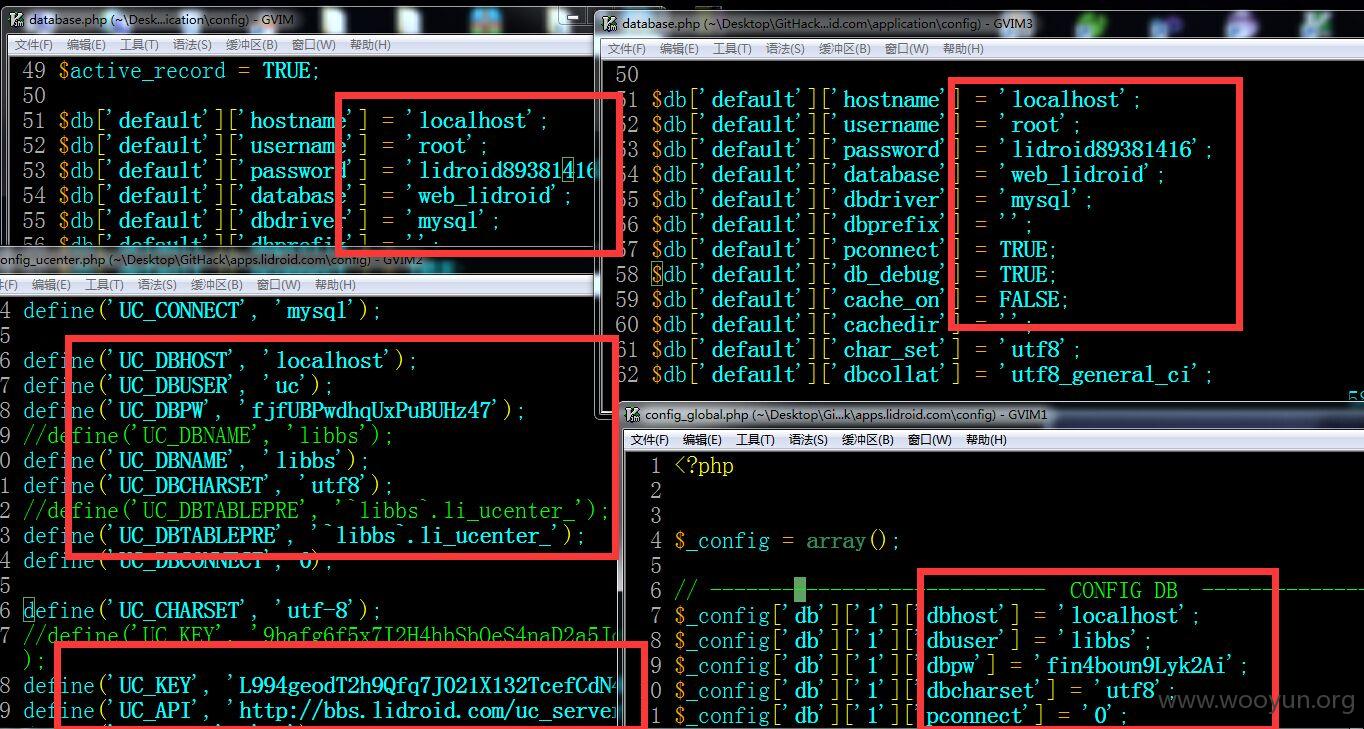 database.php (~\Desk...ication\config) - GVIM
文件(F) 编辑(E) 工具(T) 语法(S) 缓冲区(B) 窗口(W) 帮助(H)
49 $active_record = TRUE;
50
51 $db['default']['hostname'] = 'localhost';
52 $db['default']['username'] = 'root';
53 $db['default']['password'] = 'lidroid89381416
54 $db['default']['database'] = 'web_lidroid';
55 $db['default']['dbdriver'] = 'mysql';
56 $db['default']['dbprefix'] = '';
database.php (~\Desktop\GitHack...id.com\application\config) - GVIM3
文件(F) 编辑(E) 工具(T) 语法(S) 缓冲区(B) 窗口(W) 帮助(H)
50
51 $db['default']['hostname'] = 'localhost';
52 $db['default']['username'] = 'root';
53 $db['default']['password'] = 'lidroid89381416';
54 $db['default']['database'] = 'web_lidroid';
55 $db['default']['dbdriver'] = 'mysql';
56 $db['default']['dbprefix'] = '';
57 $db['default']['pconnect'] = TRUE;
58 $db['default']['db_debug'] = TRUE;
59 $db['default']['cache_on'] = FALSE;
60 $db['default']['cachedir'] = '';
61 $db['default']['char_set'] = 'utf8';
62 $db['default']['dbcollat'] = 'utf8_general_ci';
onfig_ucenter.php (~\Desktop\GitHack\apps.lidroid.com\config) - GVIM2
(F) 编辑(E) 工具(T) 语法(S) 缓冲区(B) 窗口(W) 帮助(H)
4 define('UC_CONNECT', 'mysql');
5
6 define('UC_DBHOST', 'localhost');
7 define('UC_DBUSER', 'uc');
8 define('UC_DBPW', 'fjfUBPwdhqUxPuBUHz47');
9 //define('UC_DBNAME', 'libbs');
0 define('UC_DBNAME', 'libbs');
1 define('UC_DBCHARSET', 'utf8');
2 //define('UC_DBTABLEPRE', '`libbs`.li_ucenter_');
3 define('UC_DBTABLEPRE', '`libbs`.li_ucenter_');
4 define('UC_DBCONNECT', 0);
5
6 define('UC_CHARSET', 'utf-8');
7 //define('UC_KEY',
);
8 define('UC_KEY', 'L994geodT2h9Qfq7J021X132TcefCdN4
9 define('UC_API', 'http://bbs.lidroid.com/uc_server
config_global.php (~\Desktop\Gi...k\apps.lidroid.com\config) - GVIM1
文件(F) 编辑(E) 工具(T) 语法(S) 缓冲区(B) 窗口(W) 帮助(H)
1 <?php
2
3
4 $_config = array();
5
6 // ---------------------------- CONFIG DB ---------------
7 $_config['db']['1']['dbhost'] = 'localhost';
8 $_config['db']['1']['dbuser'] = 'libbs';
9 $_config['db']['1']['dbpw'] = 'fin4boun9Lyk2Ai';
0 $_config['db']['1']['dbcharset'] = 'utf8';
1 $_config['db']['1']['pconnect'] = '0';
www.wooyun.org